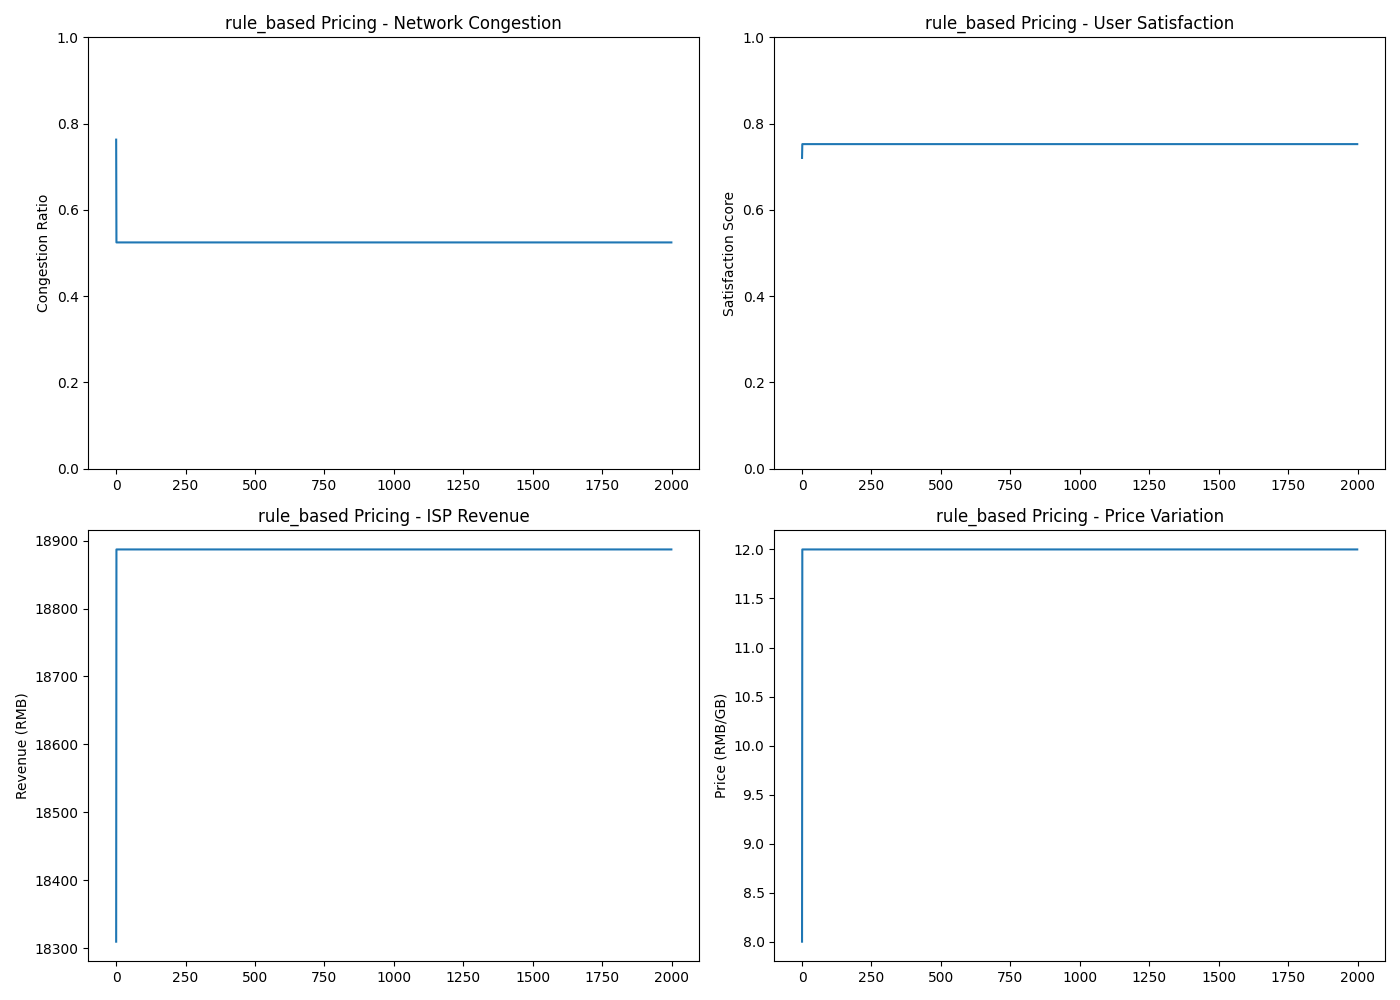 rule_based Pricing - Network Congestion
1.0
0.8
0.6
0.4
0.2
0.0
Congestion Ratio
0 250 500 750 1000 1250 1500 1750 2000
rule_based Pricing - User Satisfaction
1.0
0.8
0.6
0.4
0.2
0.0
Satisfaction Score
0 250 500 750 1000 1250 1500 1750 2000
rule_based Pricing - ISP Revenue
18900
18800
18700
18600
18500
18400
18300
Revenue (RMB)
0 250 500 750 1000 1250 1500 1750 2000
rule_based Pricing - Price Variation
12.0
11.5
11.0
10.5
10.0
9.5
9.0
8.5
8.0
Price (RMB/GB)
0 250 500 750 1000 1250 1500 1750 2000